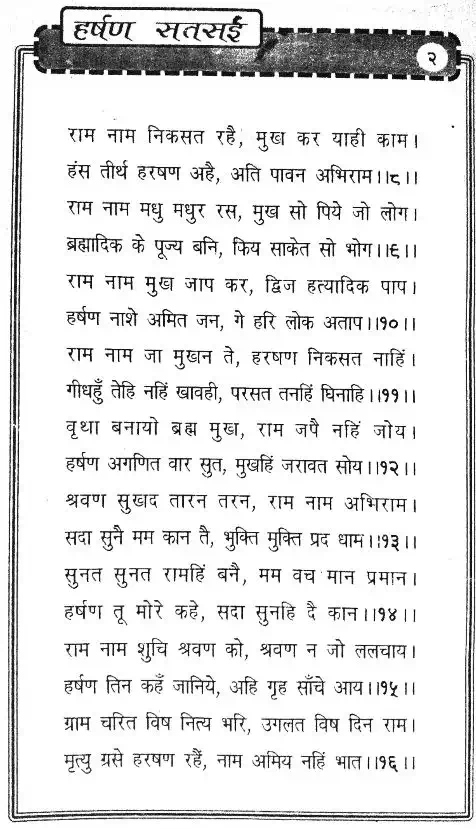 हर्षण सतसई
२
राम नाम निकसत रहै, मुख कर याही काम।
हंस तीर्थ हरषण अहै, अति पावन अभिराम।।८।।
राम नाम मधु मधुर रस, मुख सो पिये जो लोग।
ब्रह्मादिक के पूज्य बनि, फिय साकेत सो भोग।।९।।
राम नाम मुख जाप कर, द्विज हत्यादिक पाप।
हर्षण नाशे अमित जन, गे हरि लोक अताप।।१०।।
राम नाम जा मुखन ते, हरषण निकसत नाहिं।
गीधहुँ तेहि नहिं खावही, परसत तनहिं घिनाहि।।११।।
वृथा बनायो ब्रह्म मुख, राम जपै नहिं जोय।
हर्षण अगणित वार सुत, मुखहिं जरावत सोय।।१२।।
श्रवण सुखद तारन तरन, राम नाम अभिराम।
सदा सुनै मम कान तै, भुक्ति मुक्ति प्रद धाम।।१३।।
सुनत सुनत रामहिं बनै, मम वच मान प्रमान।
हर्षण तू मोरे कहे, सदा सुनहि दै कान।।१४।।
राम नाम शुचि श्रवण को, श्रवण न जो ललचाय।
हर्षण तिन कहँ जानिये, अहि गृह साँचे आय।।१५।।
ग्राम चरित विष नित्य भरि, उगलत विष दिन राम।
मृत्यु ग्रसे हरषण रहैं, नाम अमिय नहिं भात।।१६।।